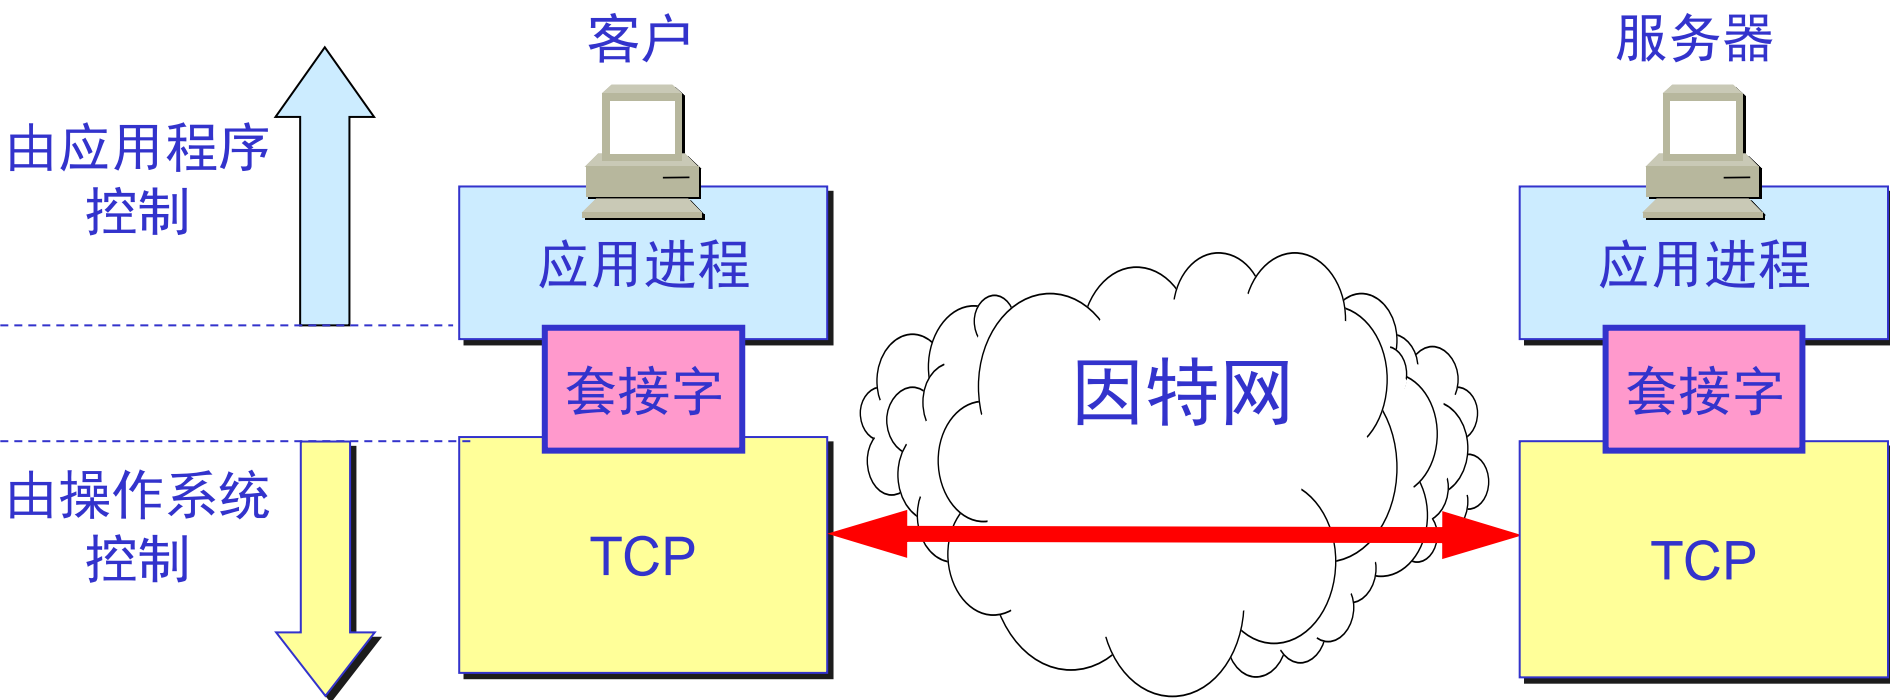 客户
服务器
由应用程序
控制
应用进程
应用进程
套接字
因特网
套接字
由操作系统
控制
TCP
TCP